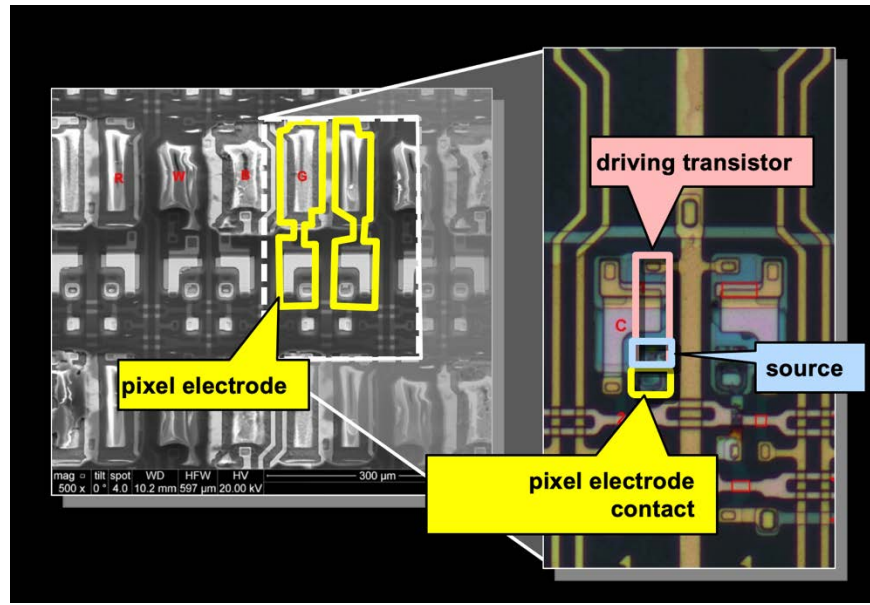 R W B G
pixel electrode
mag ○ tilt spot WD HFW HV
500 x 0 ° 4.0 10.2 mm 597 µm 20.00 kV
300 µm
driving transistor
C
source
2
pixel electrode
contact